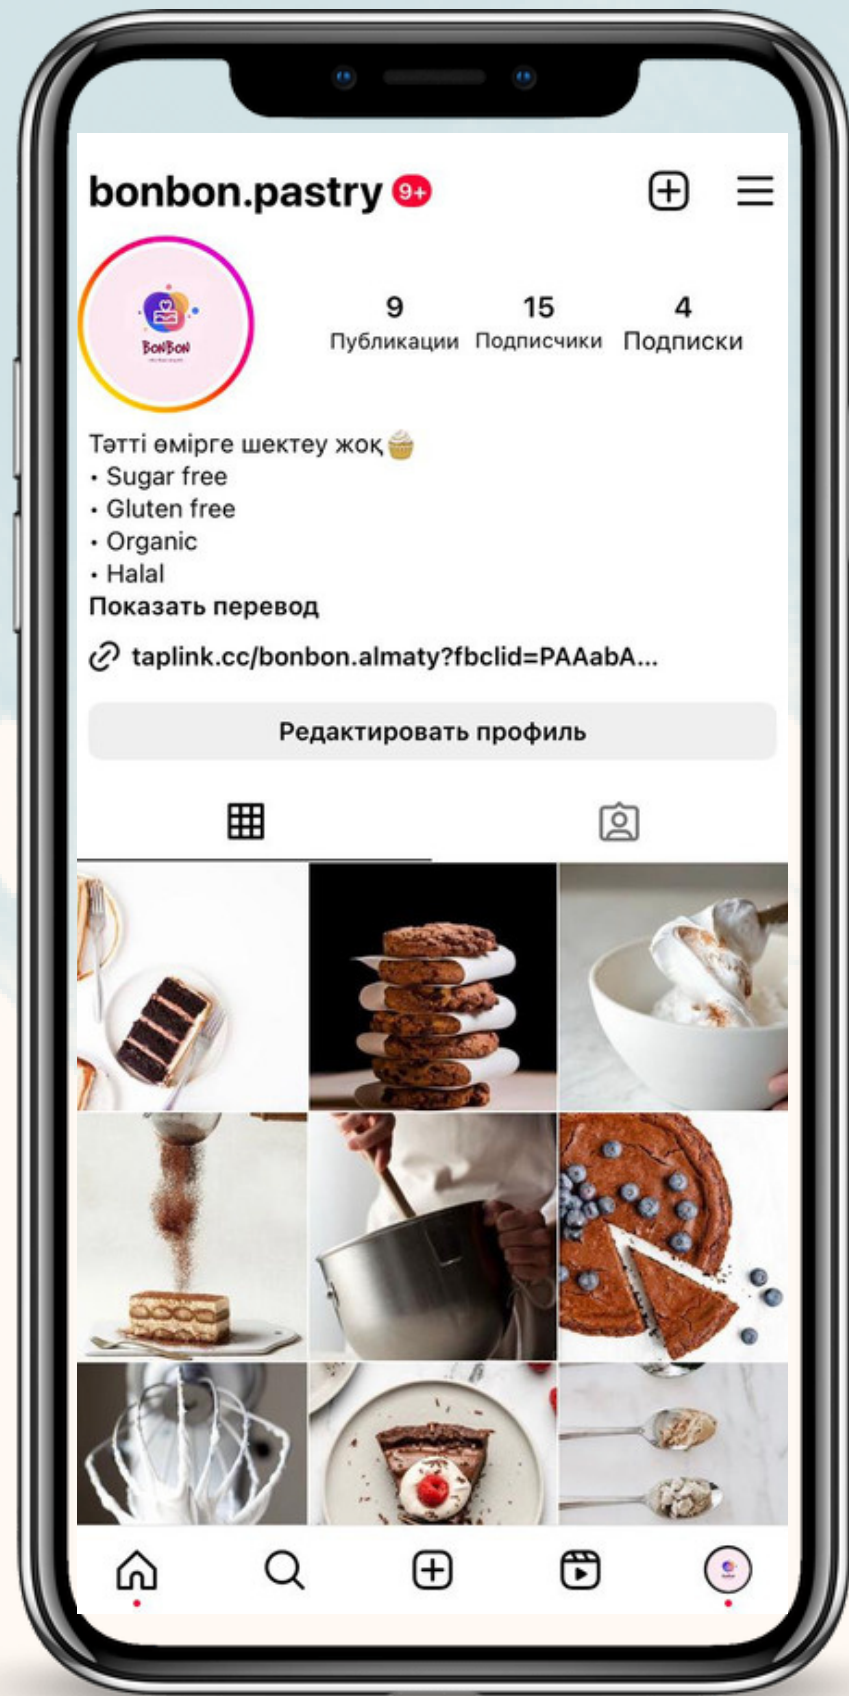 bonbon.pastry 9+
BONBON
9 15 4
Публикации Подписчики Подписки
Тәтті өмірге шектеу жоқ
• Sugar free
• Gluten free
• Organic
• Halal
Показать перевод
taplink.cc/bonbon.almaty?fbclid=PAAabA...
Редактировать профиль